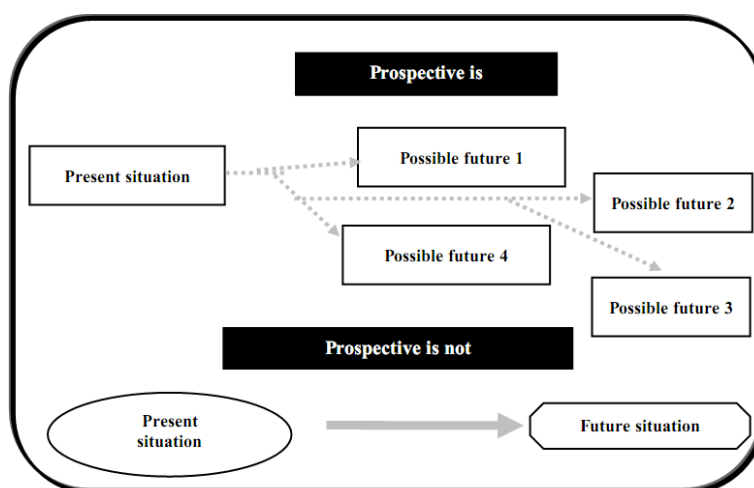 Prospective is
Possible future 1
Present situation
Possible future 2
Possible future 4
Possible future 3
Prospective is not
Present
situation
Future situation